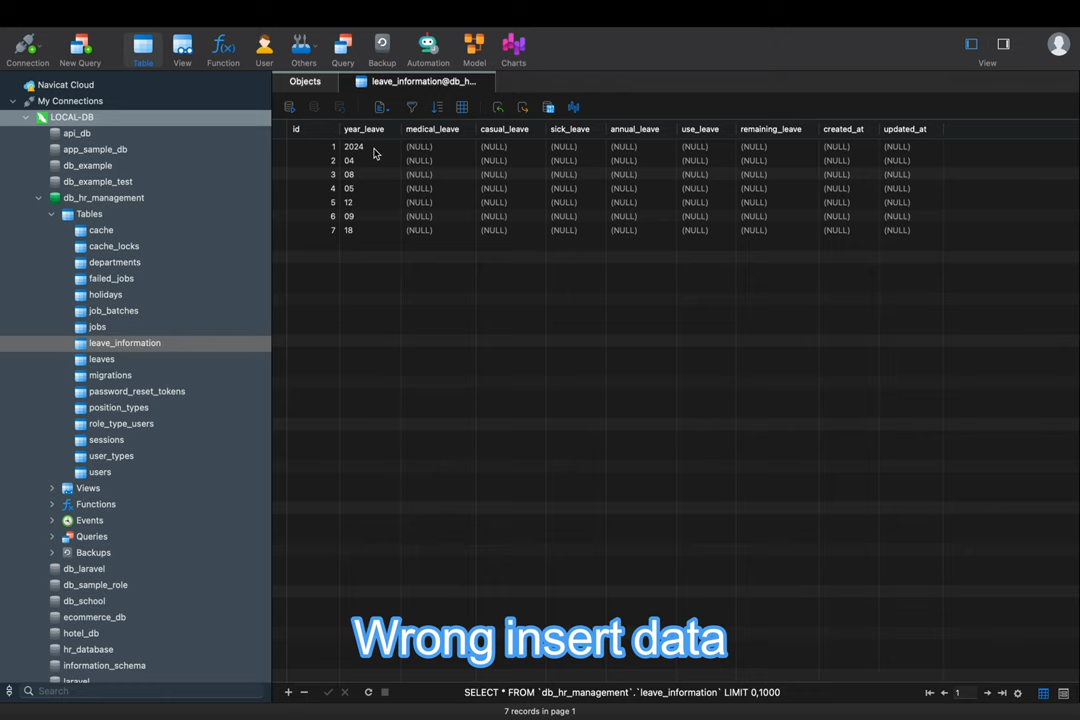 Connection New Query Table View Function User Others Query Backup Automation Model Charts View
Navicat Cloud
My Connections
LOCAL-DB
api_db
app_sample_db
db_example
db_example_test
db_hr_management
Tables
cache
cache_locks
departments
failed_jobs
holidays
job_batches
jobs
leave_information
leaves
migrations
password_reset_tokens
position_types
role_type_users
sessions
user_types
users
Views
Functions
Events
Queries
Backups
db_laravel
db_sample_role
db_school
ecommerce_db
hotel_db
hr_database
information_schema
laravel
Search
Objects leave_information@db_h...
id year_leave medical_leave casual_leave sick_leave annual_leave use_leave remaining_leave created_at updated_at
1 2024 (NULL) (NULL) (NULL) (NULL) (NULL) (NULL) (NULL) (NULL)
2 04 (NULL) (NULL) (NULL) (NULL) (NULL) (NULL) (NULL) (NULL)
3 08 (NULL) (NULL) (NULL) (NULL) (NULL) (NULL) (NULL) (NULL)
4 05 (NULL) (NULL) (NULL) (NULL) (NULL) (NULL) (NULL) (NULL)
5 12 (NULL) (NULL) (NULL) (NULL) (NULL) (NULL) (NULL) (NULL)
6 09 (NULL) (NULL) (NULL) (NULL) (NULL) (NULL) (NULL) (NULL)
7 18 (NULL) (NULL) (NULL) (NULL) (NULL) (NULL) (NULL) (NULL)
Wrong insert data
SELECT * FROM `db_hr_management`.`leave_information` LIMIT 0,1000
1
7 records in page 1